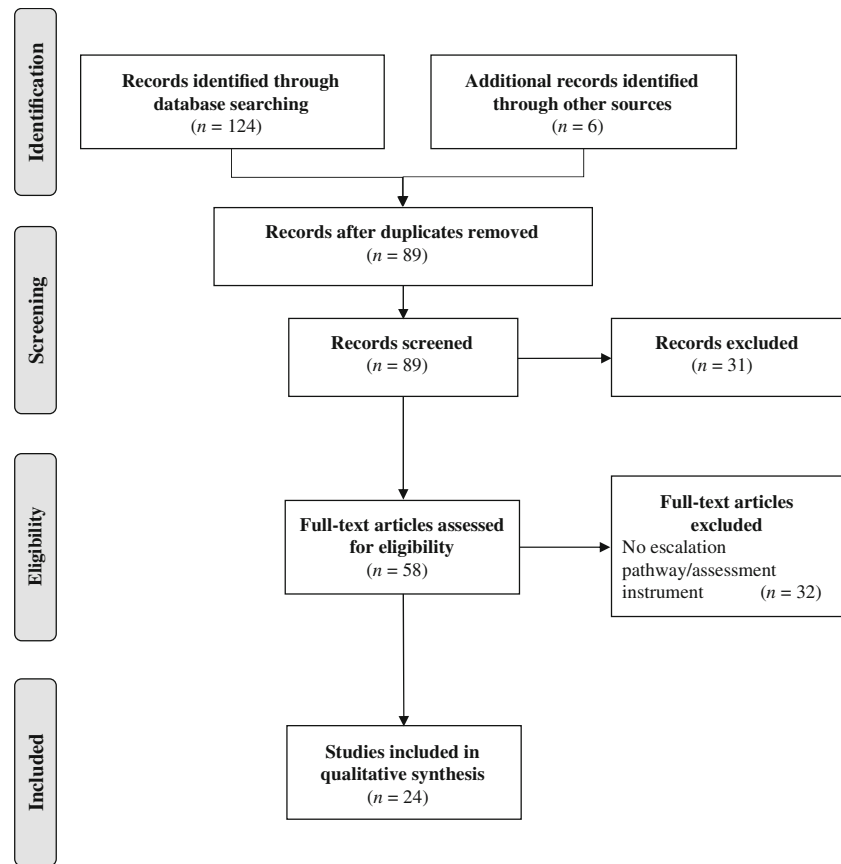 Identification
Records identified through
database searching
(n = 124)
Additional records identified
through other sources
(n = 6)
Records after duplicates removed
(n = 89)
Screening
Records screened
(n = 89)
Records excluded
(n = 31)
Eligibility
Full-text articles assessed
for eligibility
(n = 58)
Full-text articles
excluded
No escalation
pathway/assessment
instrument (n = 32)
Included
Studies included in
qualitative synthesis
(n = 24)